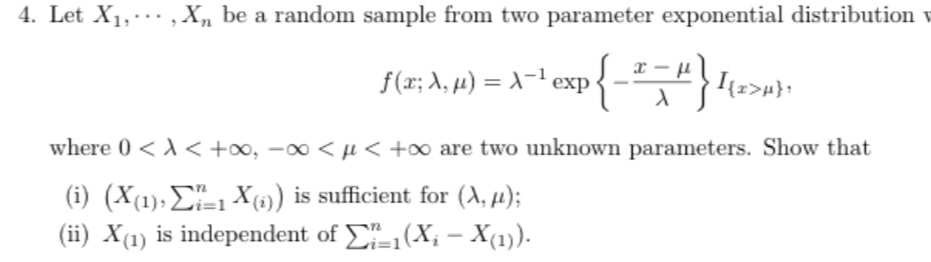 4. Let X₁, ⋯ , Xₙ be a random sample from two parameter exponential distribution
f(x; λ, μ) = λ⁻¹ exp { − (x − μ)/λ } I_{x>μ},
where 0 < λ < +∞, −∞ < μ < +∞ are two unknown parameters. Show that
(i) (X₍₁₎, ∑ⁿᵢ₌₁ X₍ᵢ₎) is sufficient for (λ, μ);
(ii) X₍₁₎ is independent of ∑ⁿᵢ₌₁(Xᵢ − X₍₁₎).